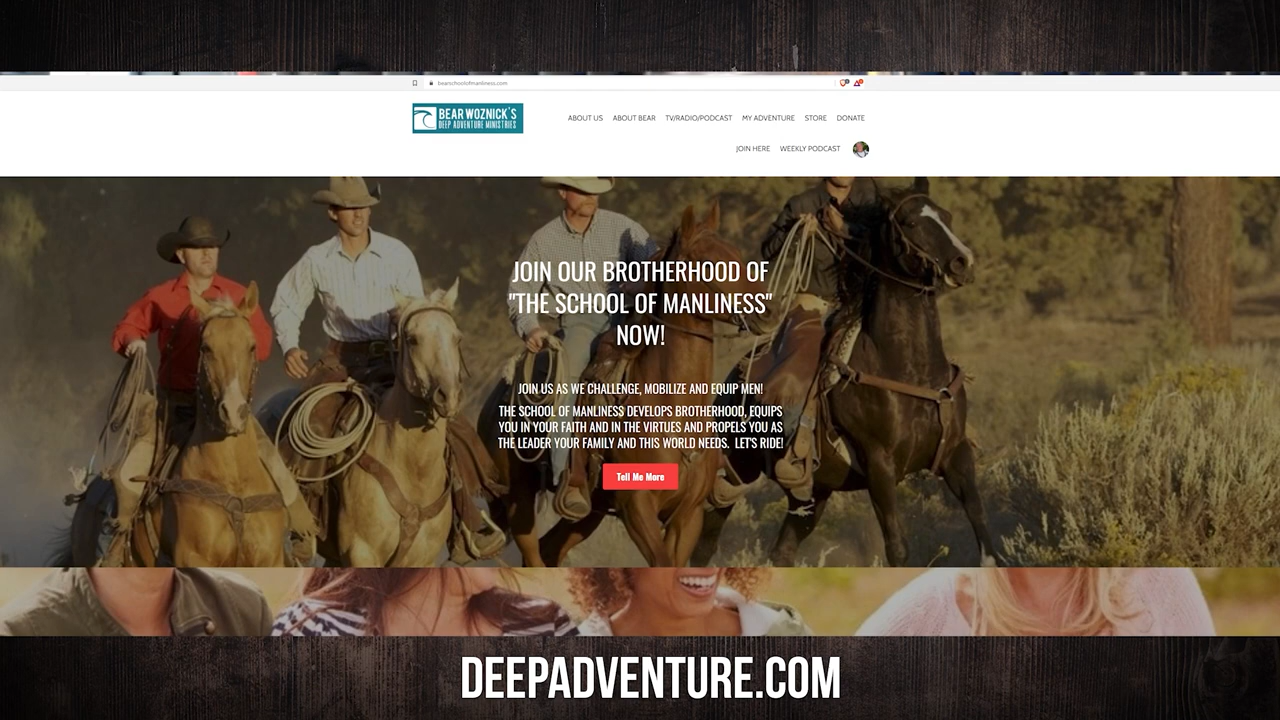 bearschoolofmanliness.com
BEAR WOZNICK'S
DEEP ADVENTURE MINISTRIES
ABOUT US ABOUT BEAR TV/RADIO/PODCAST MY ADVENTURE STORE DONATE
JOIN HERE WEEKLY PODCAST
JOIN OUR BROTHERHOOD OF
"THE SCHOOL OF MANLINESS"
NOW!
JOIN US AS WE CHALLENGE, MOBILIZE AND EQUIP MEN!
THE SCHOOL OF MANLINESS DEVELOPS BROTHERHOOD, EQUIPS
YOU IN YOUR FAITH AND IN THE VIRTUES AND PROPELS YOU AS
THE LEADER YOUR FAMILY AND THIS WORLD NEEDS. LET'S RIDE!
Tell Me More
DEEPADVENTURE.COM